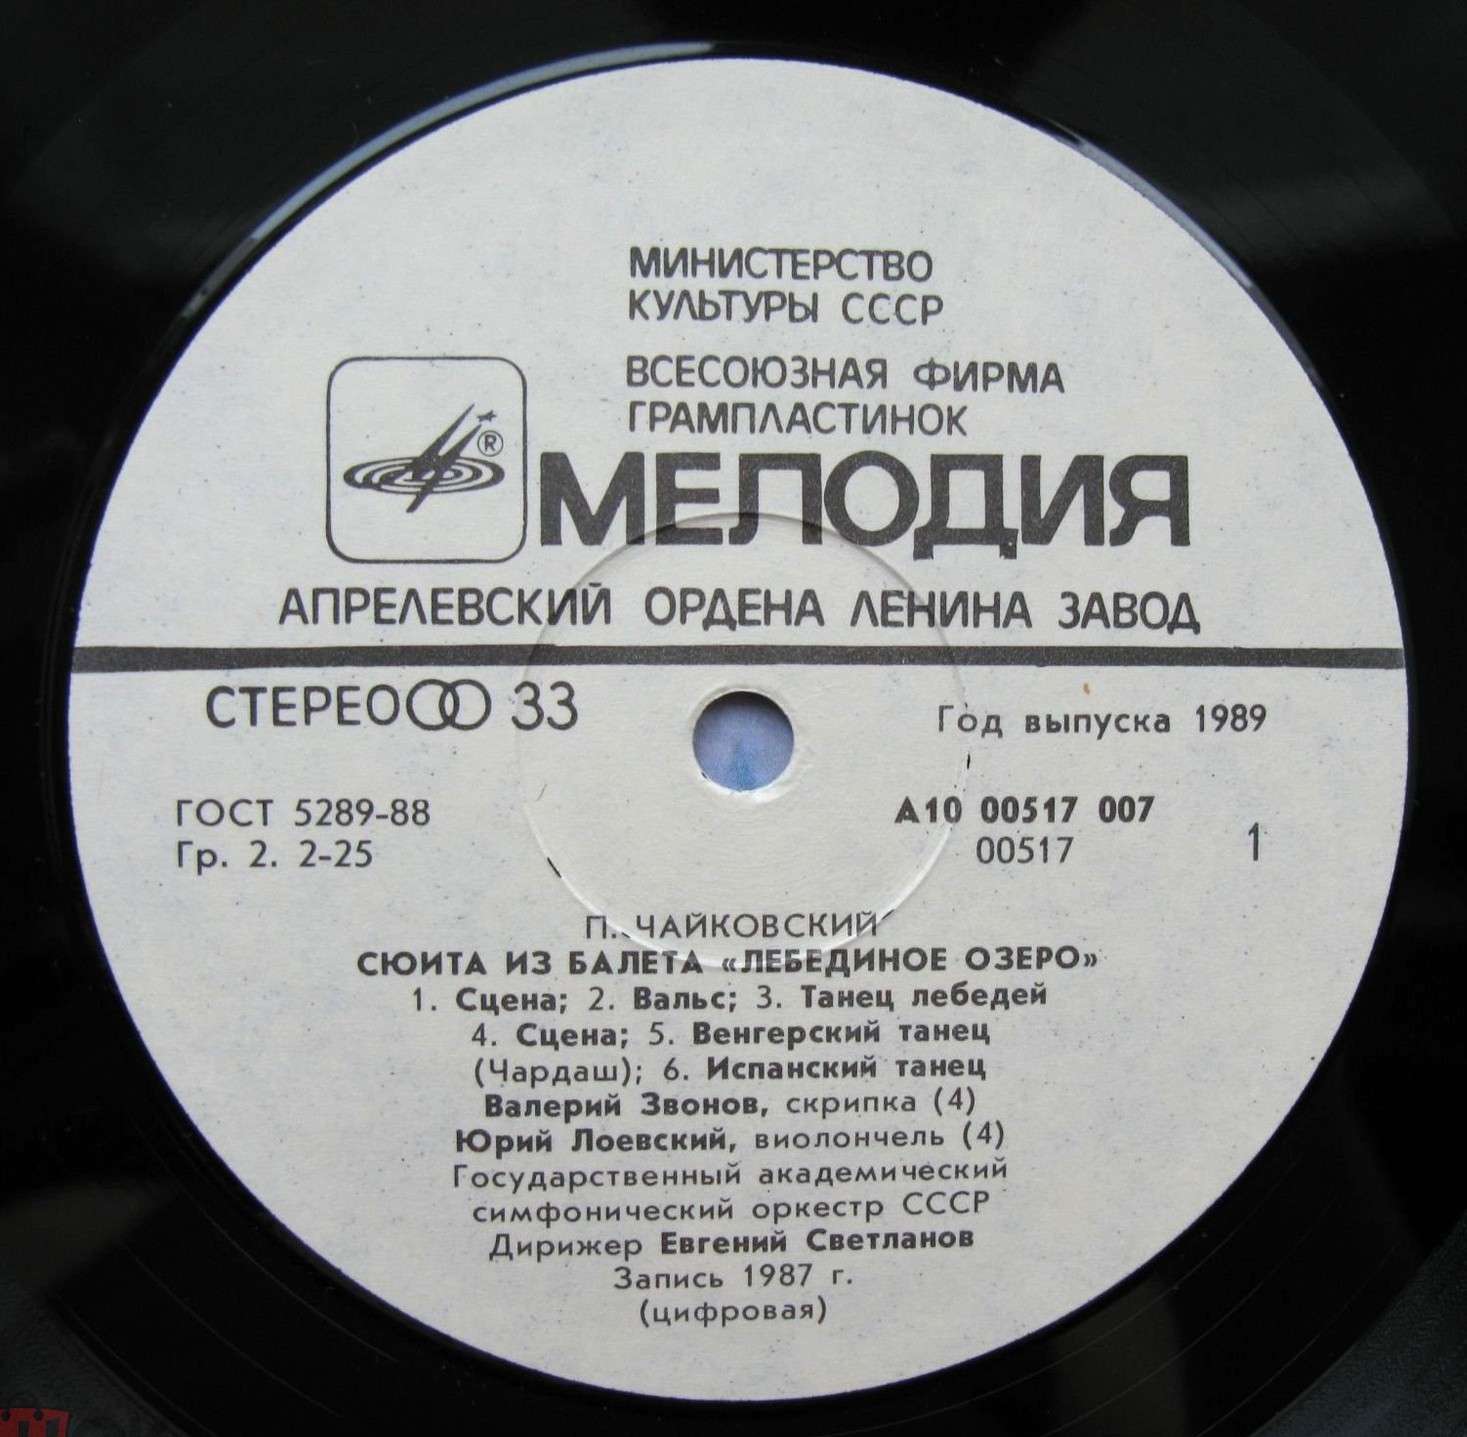 МИНИСТЕРСТВО
КУЛЬТУРЫ СССР
ВСЕСОЮЗНАЯ ФИРМА
ГРАМПЛАСТИНОК
®
МЕЛОДИЯ
АПРЕЛЕВСКИЙ ОРДЕНА ЛЕНИНА ЗАВОД
СТЕРЕО 33
Год выпуска 1989
ГОСТ 5289-88
Гр. 2. 2-25
А10 00517 007
00517
1
П. ЧАЙКОВСКИЙ
СЮИТА ИЗ БАЛЕТА «ЛЕБЕДИНОЕ ОЗЕРО»
1. Сцена; 2. Вальс; 3. Танец лебедей
4. Сцена; 5. Венгерский танец
(Чардаш); 6. Испанский танец
Валерий Звонов, скрипка (4)
Юрий Лоевский, виолончель (4)
Государственный академический
симфонический оркестр СССР
Дирижер Евгений Светланов
Запись 1987 г.
(цифровая)